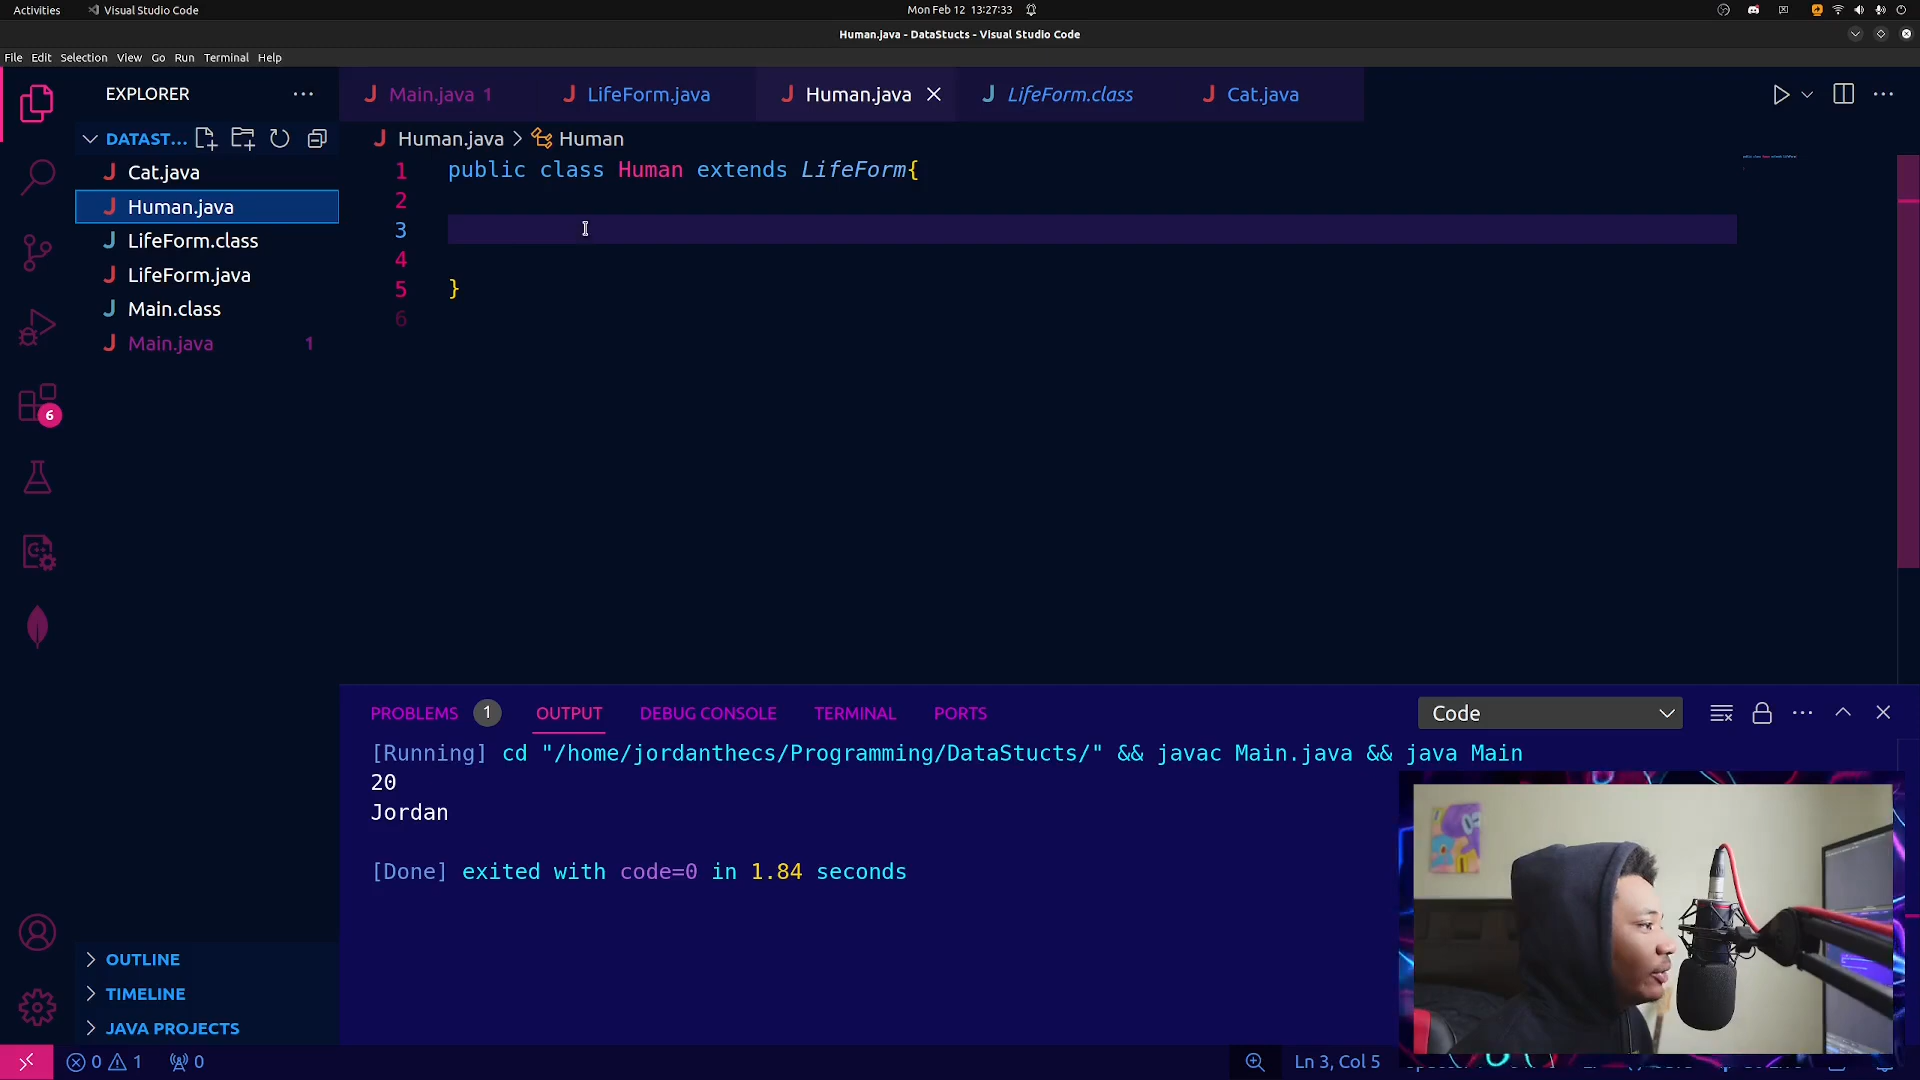 Activities
Visual Studio Code
Mon Feb 12 13:27:33
Human.java - DataStucts - Visual Studio Code
File Edit Selection View Go Run Terminal Help
EXPLORER
DATAST...
Cat.java
Human.java
LifeForm.class
LifeForm.java
Main.class
Main.java 1
6
OUTLINE
TIMELINE
JAVA PROJECTS
Main.java 1
LifeForm.java
Human.java
LifeForm.class
Cat.java
Human.java > Human
1 public class Human extends LifeForm{
2
3
4
5 }
6
PROBLEMS 1 OUTPUT DEBUG CONSOLE TERMINAL PORTS
Code
[Running] cd "/home/jordanthecs/Programming/DataStucts/" && javac Main.java && java Main
20
Jordan
[Done] exited with code=0 in 1.84 seconds
0 1 0
Ln 3, Col 5